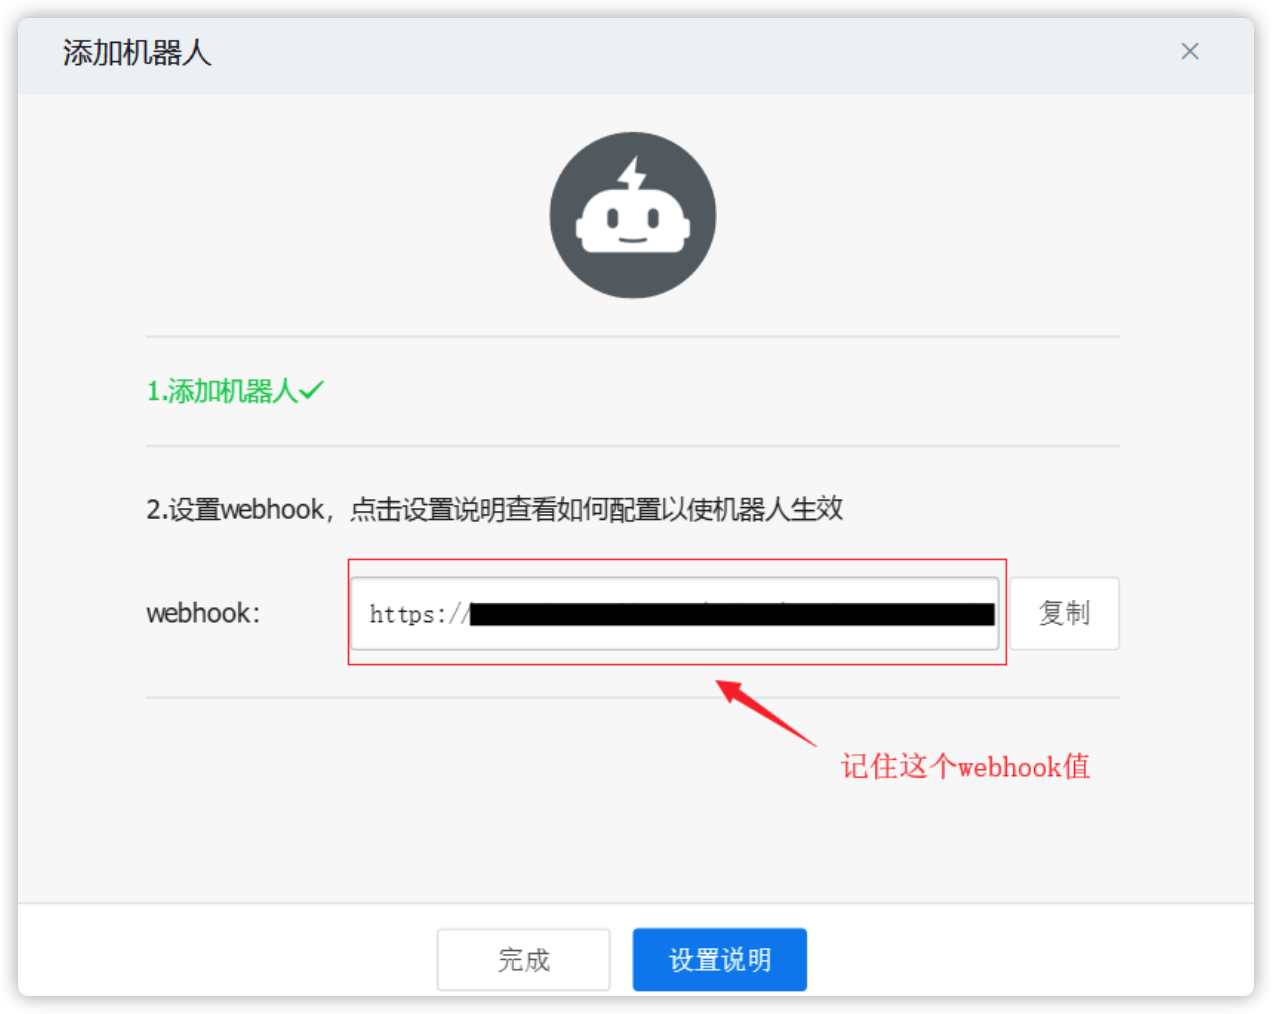 添加机器人
1.添加机器人
2.设置webhook，点击设置说明查看如何配置以使机器人生效
webhook：
https://
复制
记住这个webhook值
完成
设置说明